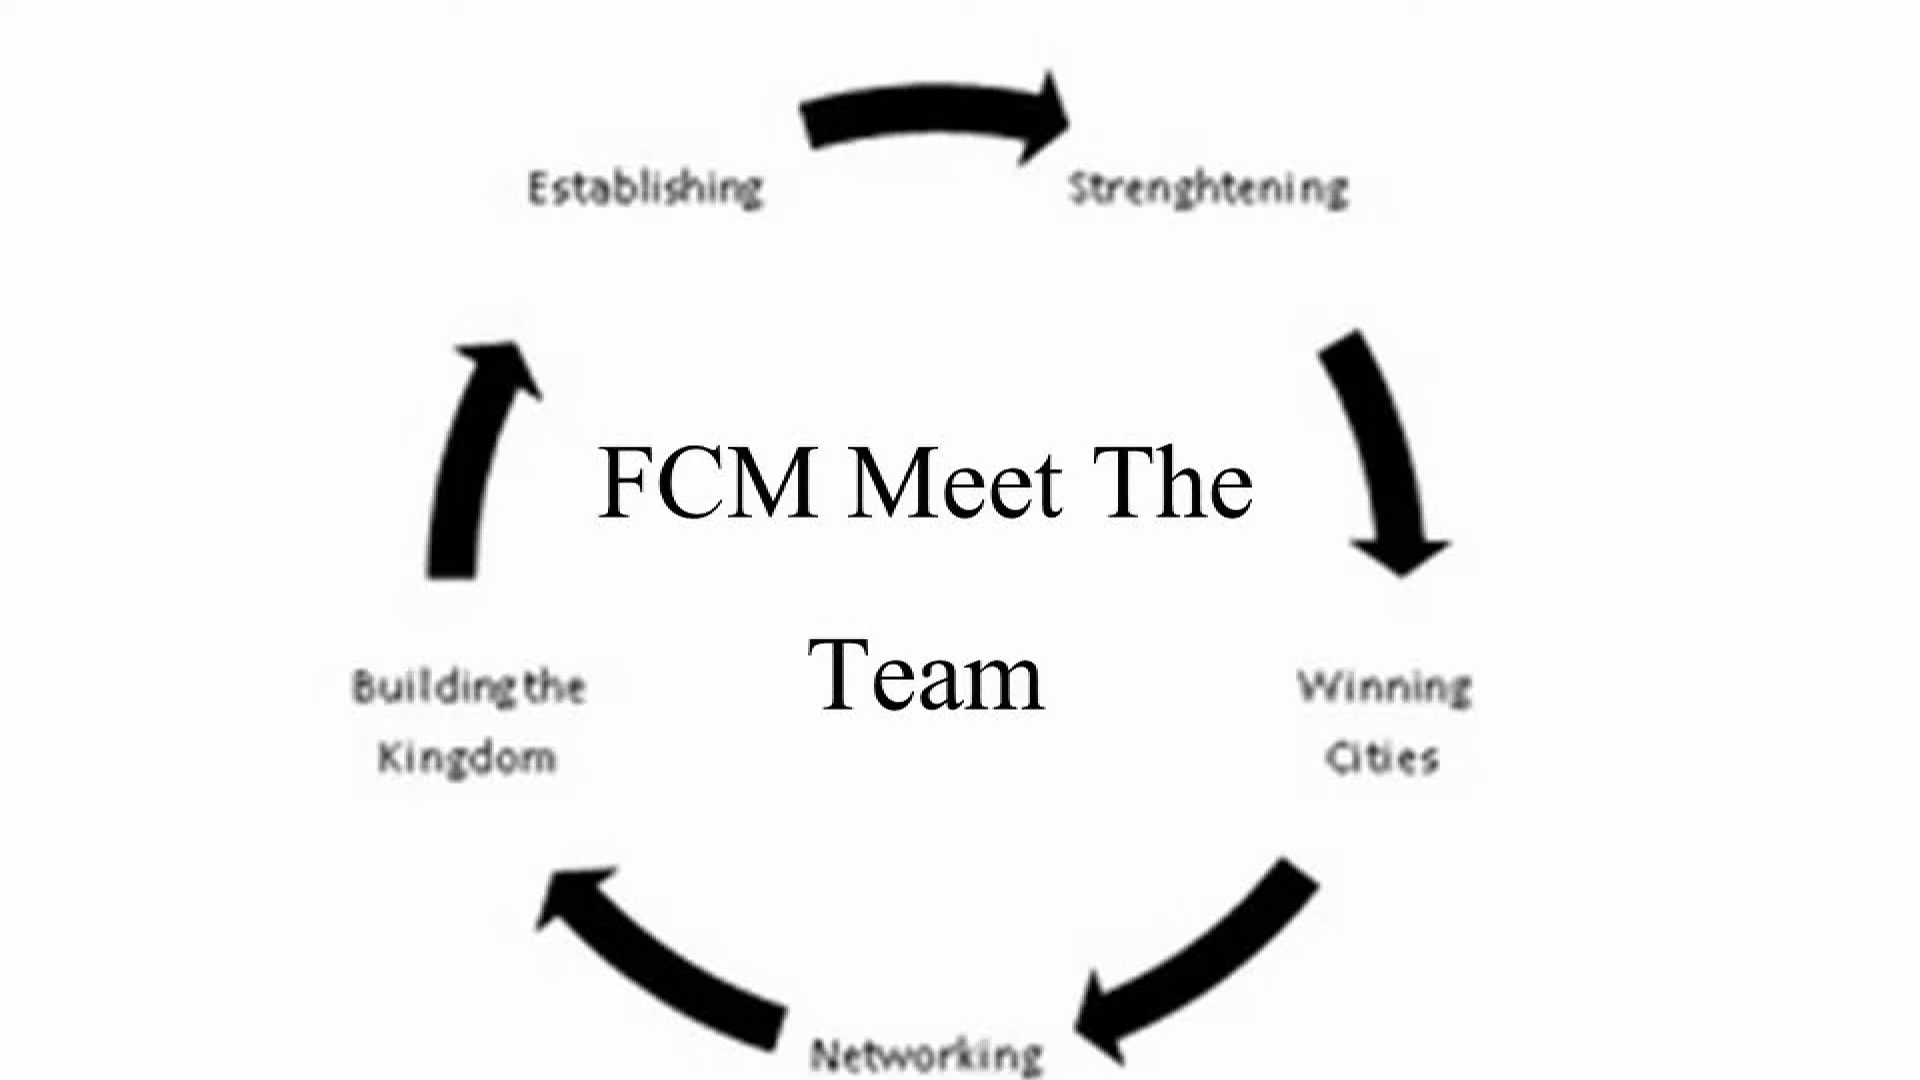 Establishing
Strenghtening
FCM Meet The
Team
Building the
Kingdom
Winning
Cities
Networking